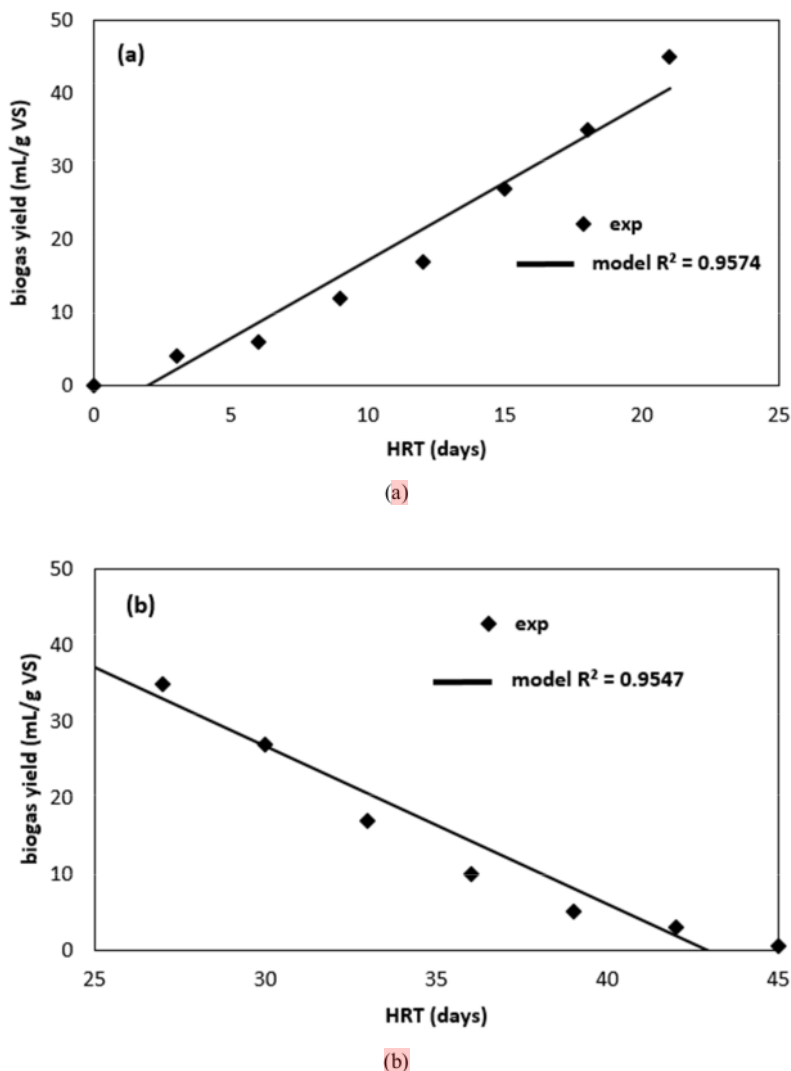 (a)
50
40
30
20
10
0
biogas yield (mL/g VS)
exp
model R² = 0.9574
0 5 10 15 20 25
HRT (days)
(a)
(b)
50
40
30
20
10
0
biogas yield (mL/g VS)
exp
model R² = 0.9547
25 30 35 40 45
HRT (days)
(b)